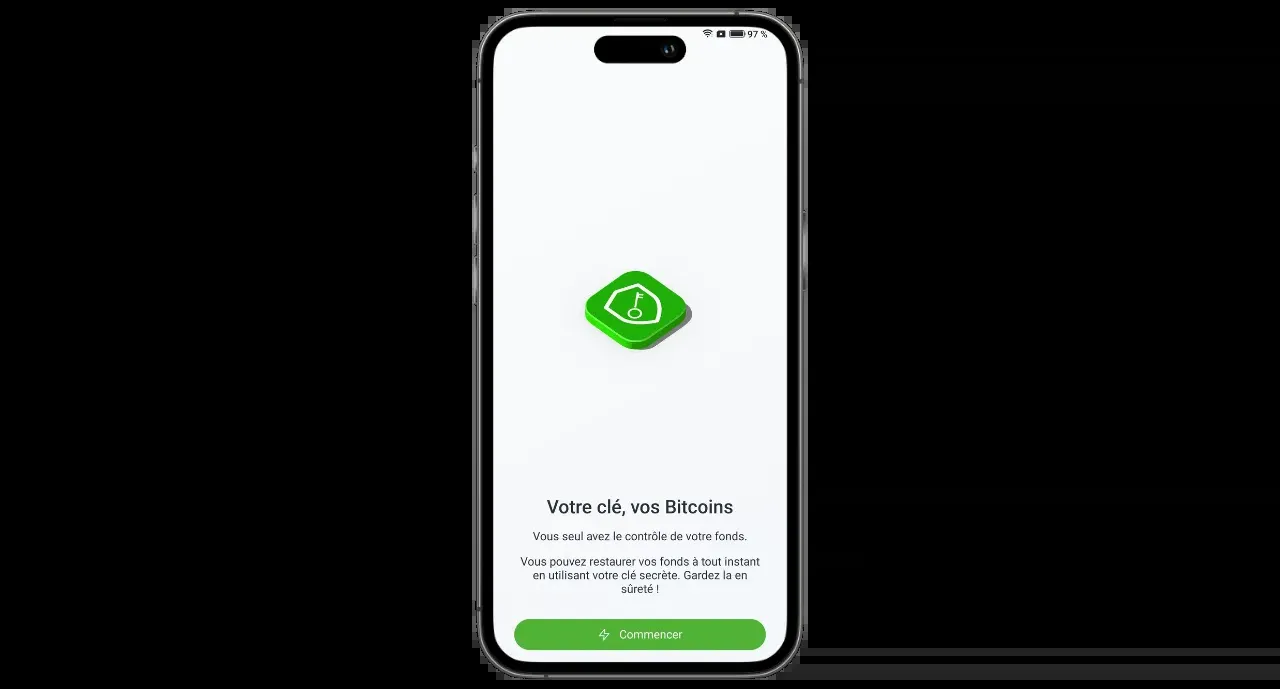 97 %
Votre clé, vos Bitcoins
Vous seul avez le contrôle de votre fonds.
Vous pouvez restaurer vos fonds à tout instant
en utilisant votre clé secrète. Gardez la en
sûreté !
Commencer